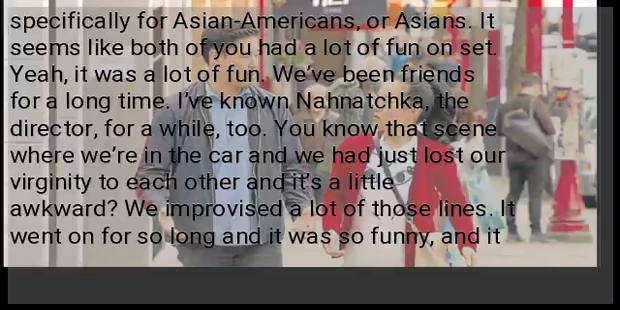 specifically for Asian-Americans, or Asians. It
seems like both of you had a lot of fun on set.
Yeah, it was a lot of fun. We’ve been friends
for a long time. I’ve known Nahnatchka, the
director, for a while, too. You know that scene
where we’re in the car and we had just lost our
virginity to each other and it’s a little
awkward? We improvised a lot of those lines. It
went on for so long and it was so funny, and it